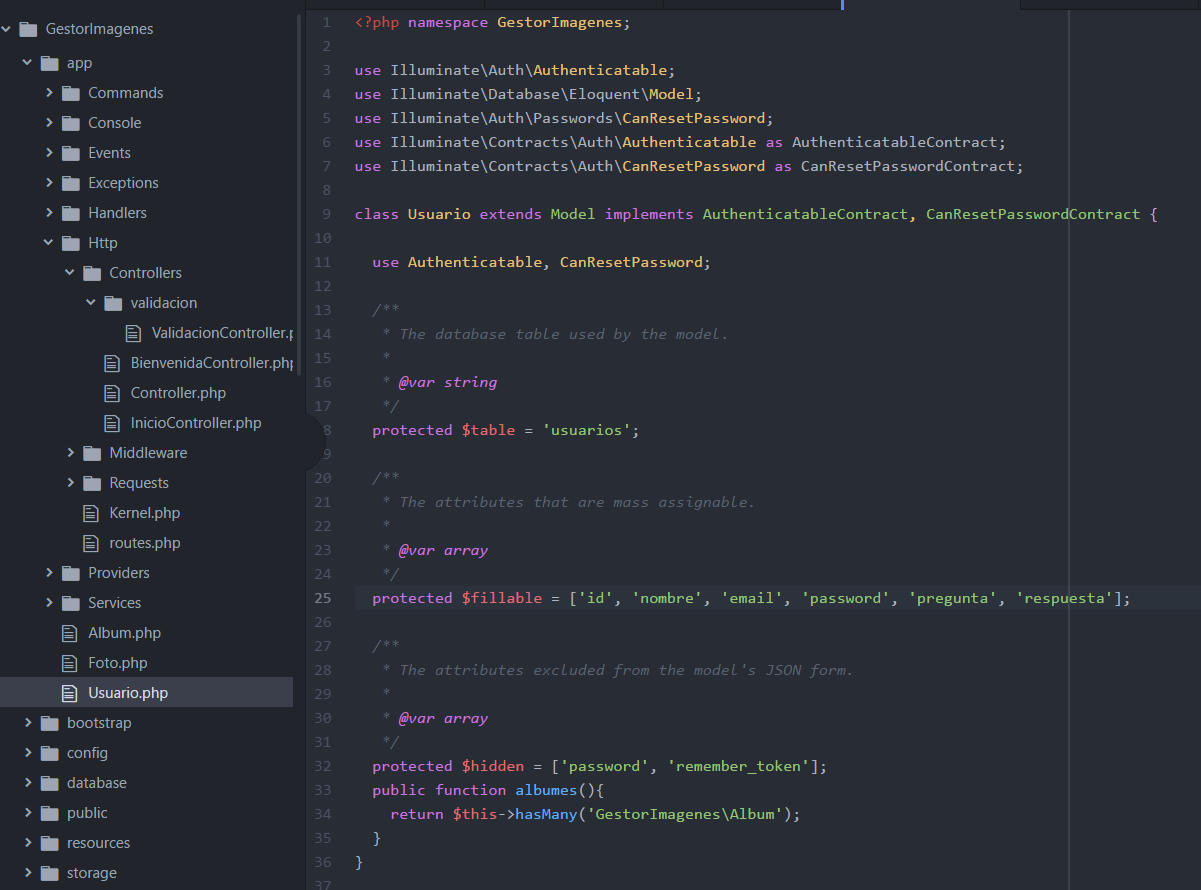 GestorImagenes
app
Commands
Console
Events
Exceptions
Handlers
Http
Controllers
validacion
ValidacionController.p
BienvenidaController.php
Controller.php
InicioController.php
Middleware
Requests
Kernel.php
routes.php
Providers
Services
Album.php
Foto.php
Usuario.php
bootstrap
config
database
public
resources
storage
1 <?php namespace GestorImagenes;
2
3 use Illuminate\Auth\Authenticatable;
4 use Illuminate\Database\Eloquent\Model;
5 use Illuminate\Auth\Passwords\CanResetPassword;
6 use Illuminate\Contracts\Auth\Authenticatable as AuthenticatableContract;
7 use Illuminate\Contracts\Auth\CanResetPassword as CanResetPasswordContract;
8
9 class Usuario extends Model implements AuthenticatableContract, CanResetPasswordContract {
10
11 use Authenticatable, CanResetPassword;
12
13 /**
14 * The database table used by the model.
15 *
16 * @var string
17 */
8 protected $table = 'usuarios';
9
20 /**
21 * The attributes that are mass assignable.
22 *
23 * @var array
24 */
25 protected $fillable = ['id', 'nombre', 'email', 'password', 'pregunta', 'respuesta'];
26
27 /**
28 * The attributes excluded from the model's JSON form.
29 *
30 * @var array
31 */
32 protected $hidden = ['password', 'remember_token'];
33 public function albumes(){
34 return $this->hasMany('GestorImagenes\Album');
35 }
36 }
37